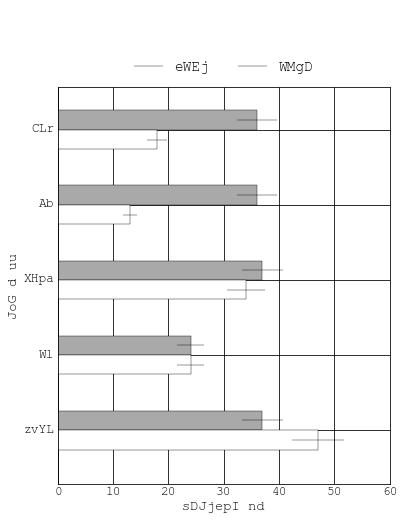 eWEj WMgD
CLr
Ab
XHpa
Wl
zvYL
JoG d uu
0 10 20 30 40 50 60
sDJjepI nd